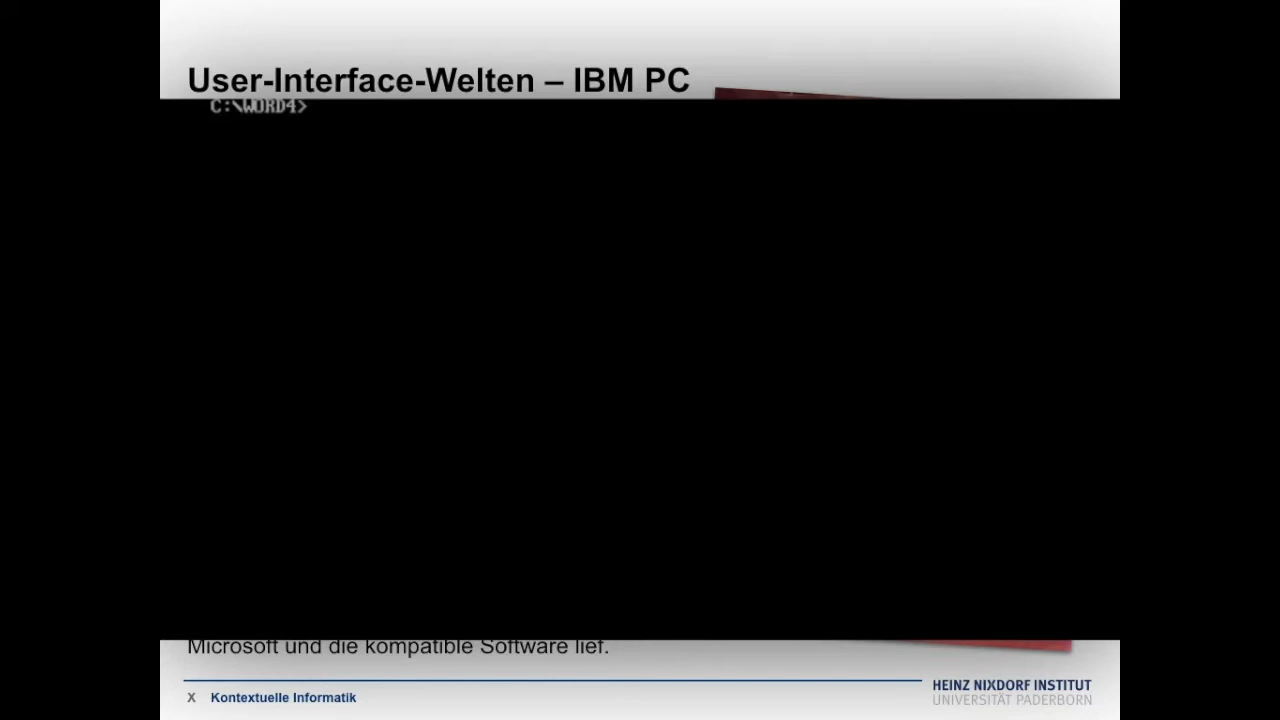 User-Interface-Welten – IBM PC
C:\WORD4>
Microsoft und die kompatible Software lief.
X Kontextuelle Informatik
HEINZ NIXDORF INSTITUT
UNIVERSITÄT PADERBORN